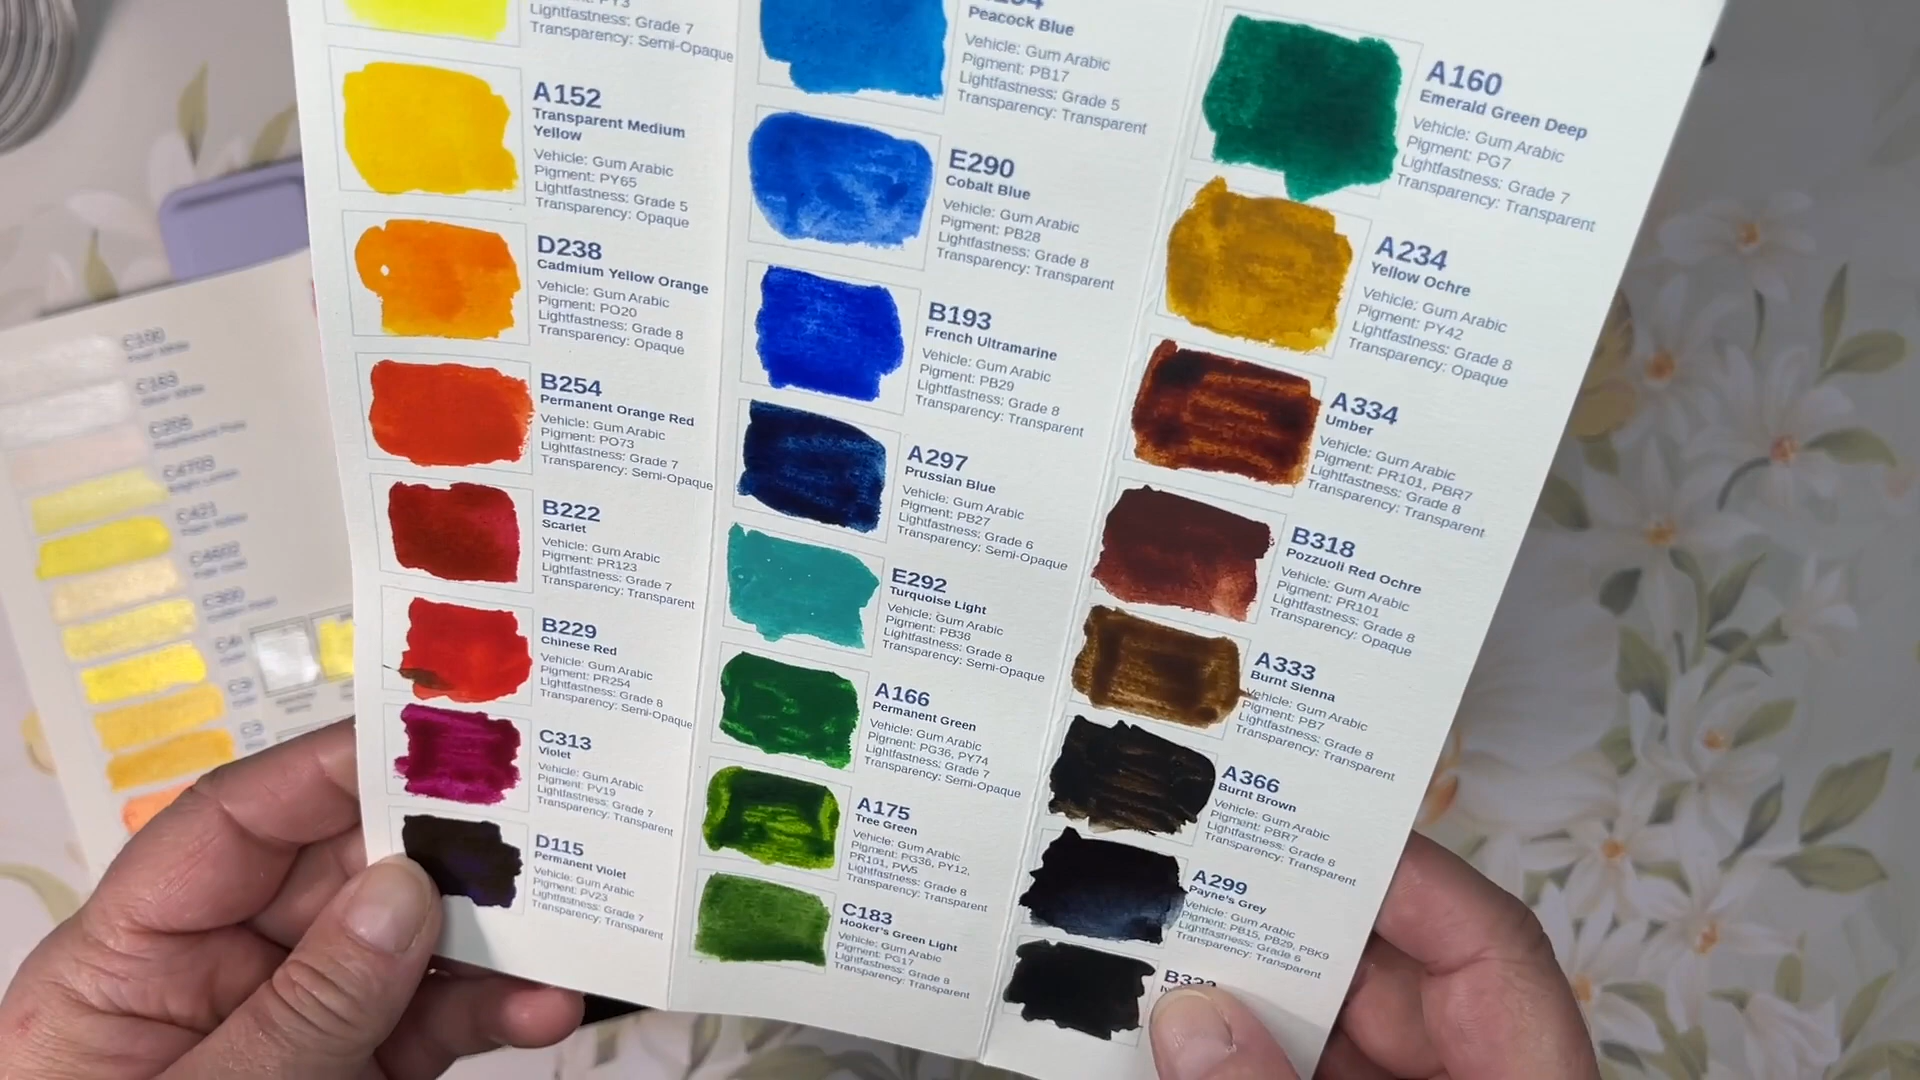 PY3
Lightfastness: Grade 7
Transparency: Semi-Opaque
A152
Transparent Medium
Yellow
Vehicle: Gum Arabic
Pigment: PY65
Lightfastness: Grade 5
Transparency: Opaque
D238
Cadmium Yellow Orange
Vehicle: Gum Arabic
Pigment: PO20
Lightfastness: Grade 8
Transparency: Opaque
B254
Permanent Orange Red
Vehicle: Gum Arabic
Pigment: PO73
Lightfastness: Grade 7
Transparency: Semi-Opaque
B222
Scarlet
Vehicle: Gum Arabic
Pigment: PR123
Lightfastness: Grade 7
Transparency: Transparent
B229
Chinese Red
Vehicle: Gum Arabic
Pigment: PR254
Lightfastness: Grade 8
Transparency: Semi-Opaque
C313
Violet
Vehicle: Gum Arabic
Pigment: PV19
Lightfastness: Grade 7
Transparency: Transparent
D115
Permanent Violet
Vehicle: Gum Arabic
Pigment: PV23
Lightfastness: Grade 7
Transparency: Transparent
Peacock Blue
Vehicle: Gum Arabic
Pigment: PB17
Lightfastness: Grade 5
Transparency: Transparent
E290
Cobalt Blue
Vehicle: Gum Arabic
Pigment: PB28
Lightfastness: Grade 8
Transparency: Transparent
B193
French Ultramarine
Vehicle: Gum Arabic
Pigment: PB29
Lightfastness: Grade 8
Transparency: Transparent
A297
Prussian Blue
Vehicle: Gum Arabic
Pigment: PB27
Lightfastness: Grade 6
Transparency: Semi-Opaque
E292
Turquoise Light
Vehicle: Gum Arabic
Pigment: PB36
Lightfastness: Grade 8
Transparency: Semi-Opaque
A166
Permanent Green
Vehicle: Gum Arabic
Pigment: PG36, PY74
Lightfastness: Grade 7
Transparency: Semi-Opaque
A175
Tree Green
Vehicle: Gum Arabic
Pigment: PG36, PY12,
PR101, PW5
Lightfastness: Grade 8
Transparency: Transparent
C183
Hooker's Green Light
Vehicle: Gum Arabic
Pigment: PG17
Lightfastness: Grade 8
Transparency: Transparent
A160
Emerald Green Deep
Vehicle: Gum Arabic
Pigment: PG7
Lightfastness: Grade 7
Transparency: Transparent
A234
Yellow Ochre
Vehicle: Gum Arabic
Pigment: PY42
Lightfastness: Grade 8
Transparency: Opaque
A334
Umber
Vehicle: Gum Arabic
Pigment: PR101, PBR7
Lightfastness: Grade 8
Transparency: Transparent
B318
Pozzuoli Red Ochre
Vehicle: Gum Arabic
Pigment: PR101
Lightfastness: Grade 8
Transparency: Opaque
A333
Burnt Sienna
Vehicle: Gum Arabic
Pigment: PB7
Lightfastness: Grade 8
Transparency: Transparent
A366
Burnt Brown
Vehicle: Gum Arabic
Pigment: PBR7
Lightfastness: Grade 8
Transparency: Transparent
A299
Payne's Grey
Vehicle: Gum Arabic
Pigment: PB15, PB29, PBK9
Lightfastness: Grade 6
Transparency: Transparent